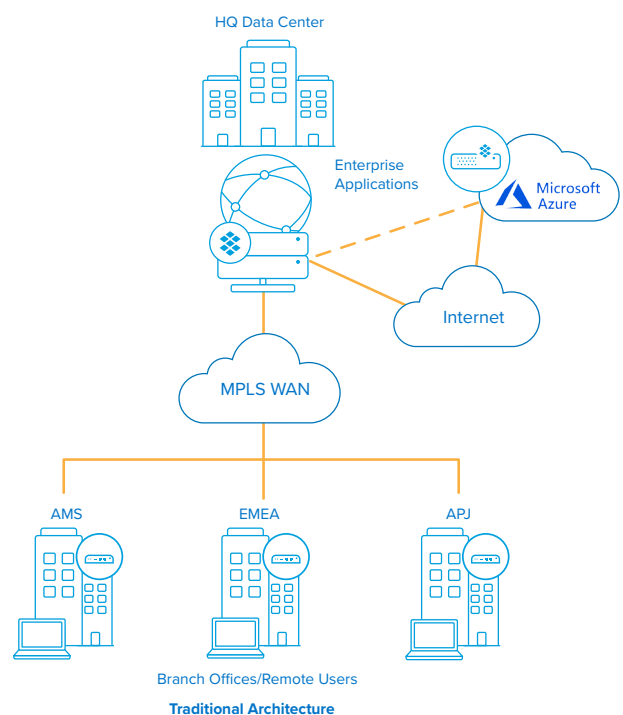 HQ Data Center
Enterprise
Applications
Microsoft
Azure
Internet
MPLS WAN
AMS
EMEA
APJ
Branch Offices/Remote Users
Traditional Architecture